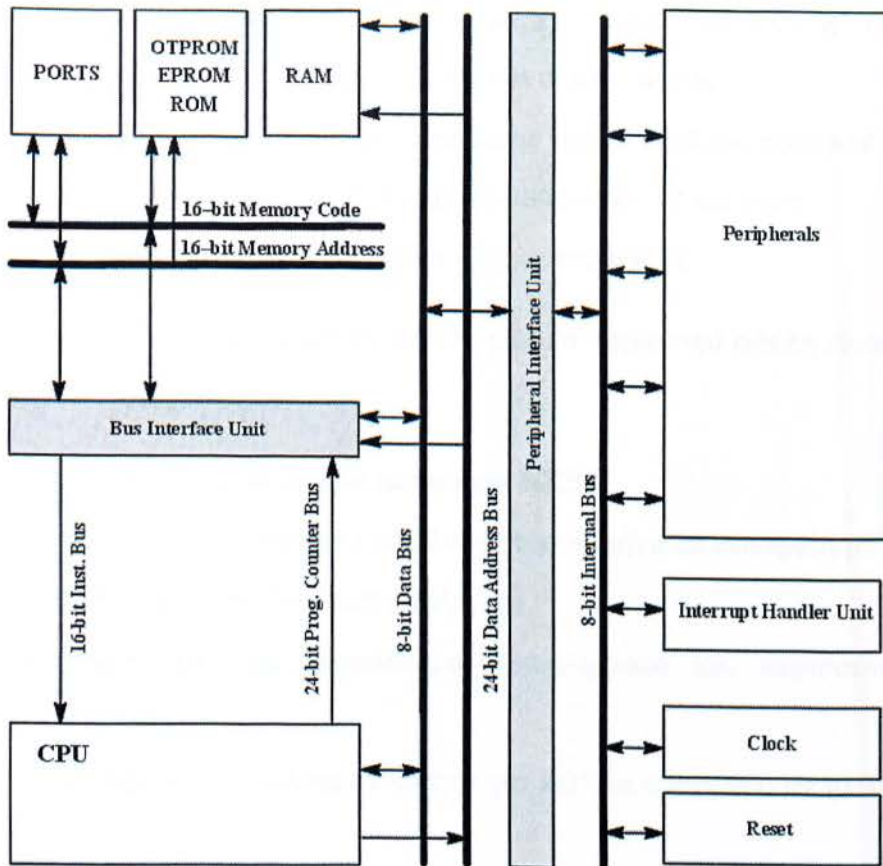 PORTS
OTPROM
EPROM
ROM
RAM
16–bit Memory Code
16–bit Memory Address
Peripherals
Peripheral Interface Unit
Bus Interface Unit
16-bit Inst. Bus
24-bit Prog. Counter Bus
8-bit Data Bus
24-bit Data Address Bus
8-bit Internal Bus
Interrupt Handler Unit
CPU
Clock
Reset